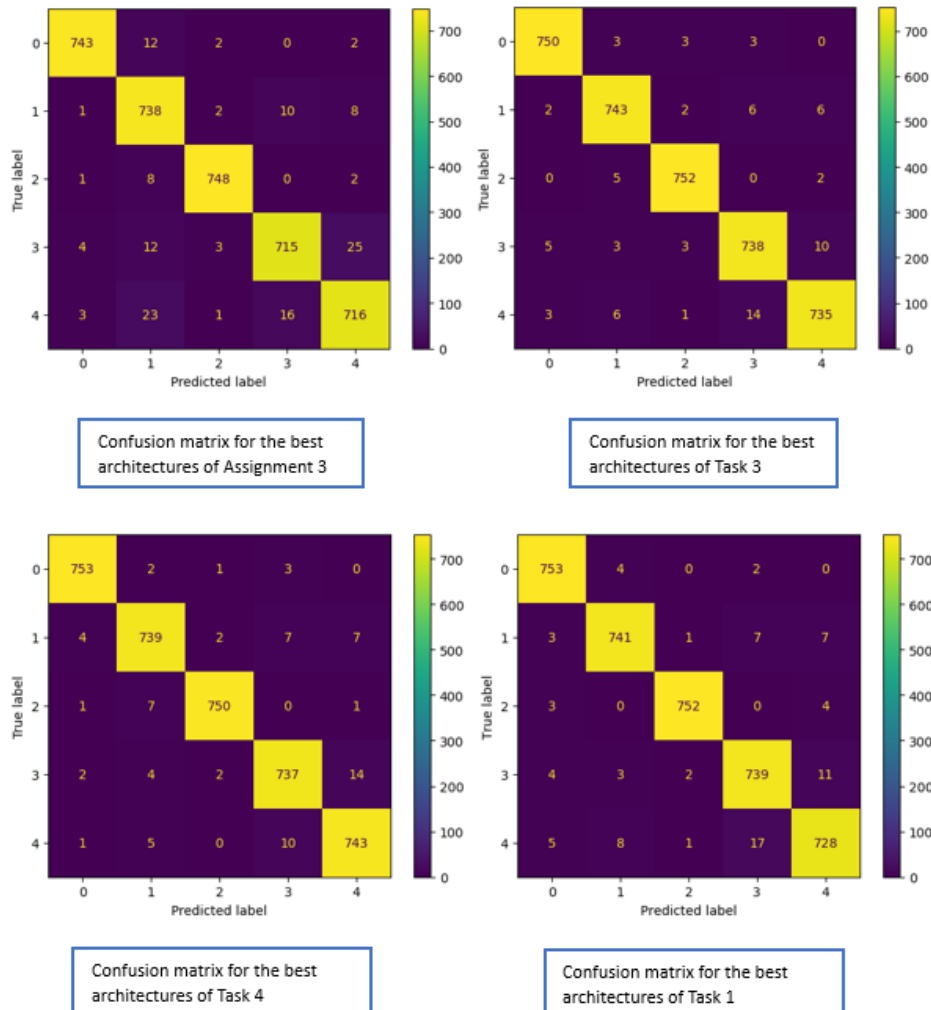 0 743 12 2 0 2
1 1 738 2 10 8
2 1 8 748 0 2
3 4 12 3 715 25
4 3 23 1 16 716
0 1 2 3 4
True label
Predicted label
700
600
500
400
300
200
100
0
0 750 3 3 3 0
1 2 743 2 6 6
2 0 5 752 0 2
3 5 3 3 738 10
4 3 6 1 14 735
0 1 2 3 4
True label
Predicted label
700
600
500
400
300
200
100
0
Confusion matrix for the best
architectures of Assignment 3
Confusion matrix for the best
architectures of Task 3
0 753 2 1 3 0
1 4 739 2 7 7
2 1 7 750 0 1
3 2 4 2 737 14
4 1 5 0 10 743
0 1 2 3 4
True label
Predicted label
700
600
500
400
300
200
100
0
0 753 4 0 2 0
1 3 741 1 7 7
2 3 0 752 0 4
3 4 3 2 739 11
4 5 8 1 17 728
0 1 2 3 4
True label
Predicted label
700
600
500
400
300
200
100
0
Confusion matrix for the best
architectures of Task 4
Confusion matrix for the best
architectures of Task 1